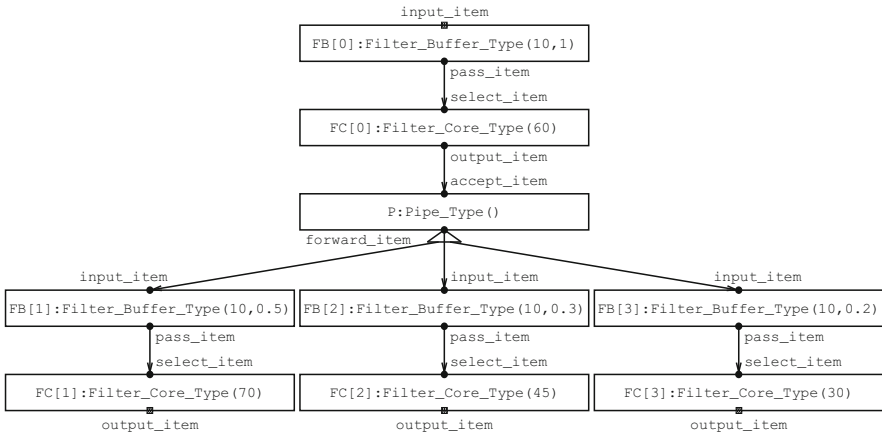 input_item
FB[0]:Filter_Buffer_Type(10,1)
pass_item
select_item
FC[0]:Filter_Core_Type(60)
output_item
accept_item
P:Pipe_Type()
forward_item
input_item input_item input_item
FB[1]:Filter_Buffer_Type(10,0.5) FB[2]:Filter_Buffer_Type(10,0.3) FB[3]:Filter_Buffer_Type(10,0.2)
pass_item pass_item pass_item
select_item select_item select_item
FC[1]:Filter_Core_Type(70) FC[2]:Filter_Core_Type(45) FC[3]:Filter_Core_Type(30)
output_item output_item output_item